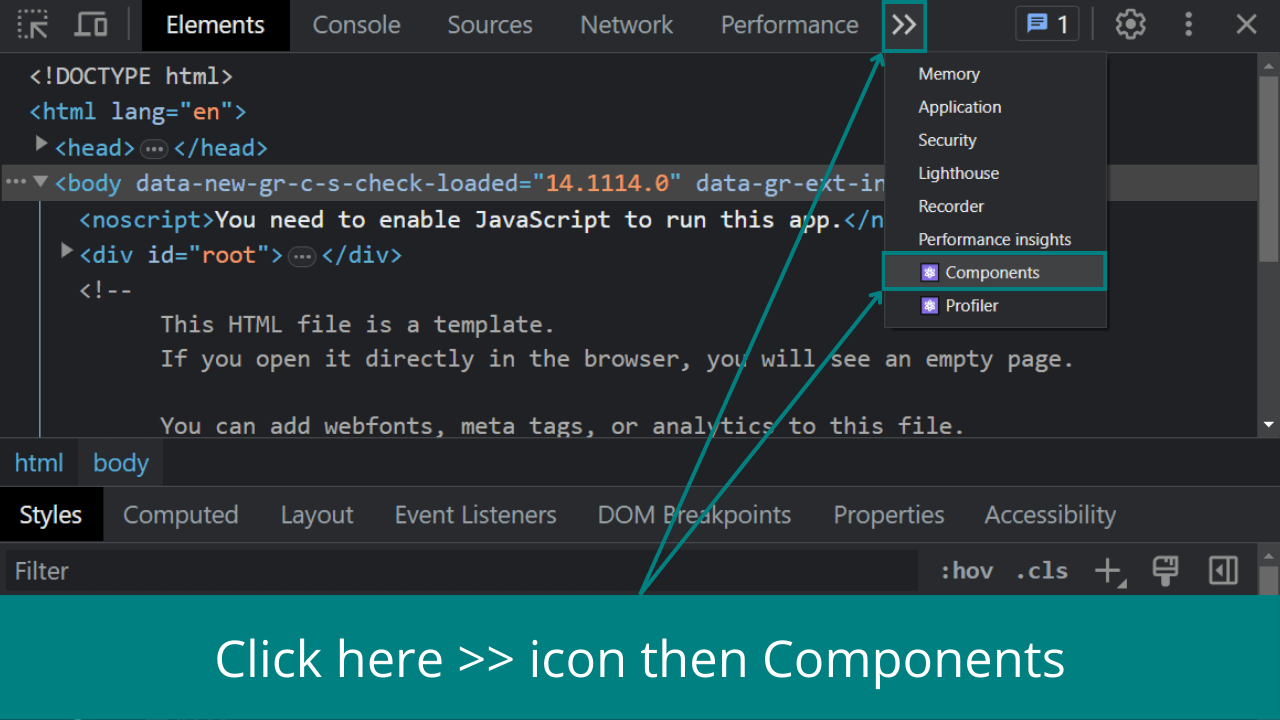 Elements Console Sources Network Performance >> 1
Memory
Application
Security
Lighthouse
Recorder
Performance insights
Components
Profiler
<!DOCTYPE html>
<html lang="en">
<head>…</head>
<body data-new-gr-c-s-check-loaded="14.1114.0" data-gr-ext-in
<noscript>You need to enable JavaScript to run this app.</n
<div id="root">…</div>
<!--
This HTML file is a template.
If you open it directly in the browser, you will see an empty page.
You can add webfonts, meta tags, or analytics to this file.
html body
Styles Computed Layout Event Listeners DOM Breakpoints Properties Accessibility
Filter :hov .cls
Click here >> icon then Components